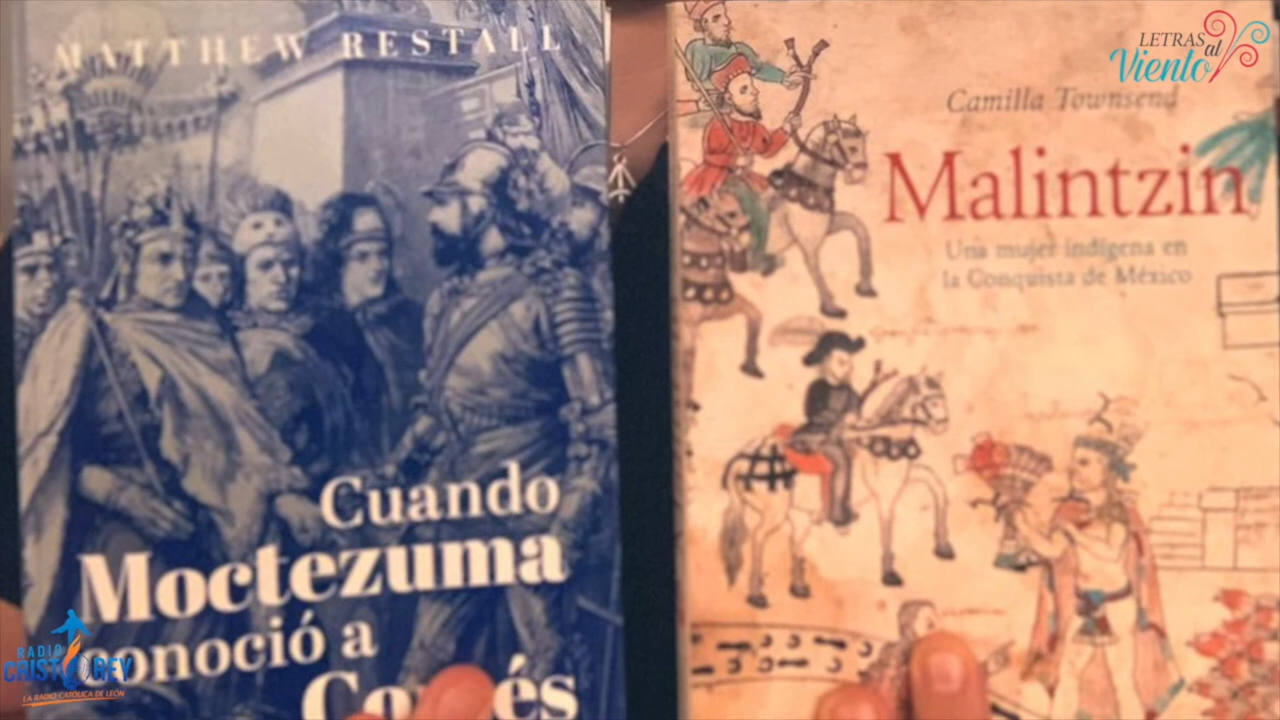 MATTHEW RESTALL
Cuando
Moctezuma
conoció a
Cortés
LETRAS al
Viento
Camilla Townsend
Malintzin
Una mujer indígena en
la Conquista de México
RADIO
CRISTO REY
LA RADIO CATÓLICA DE LEÓN